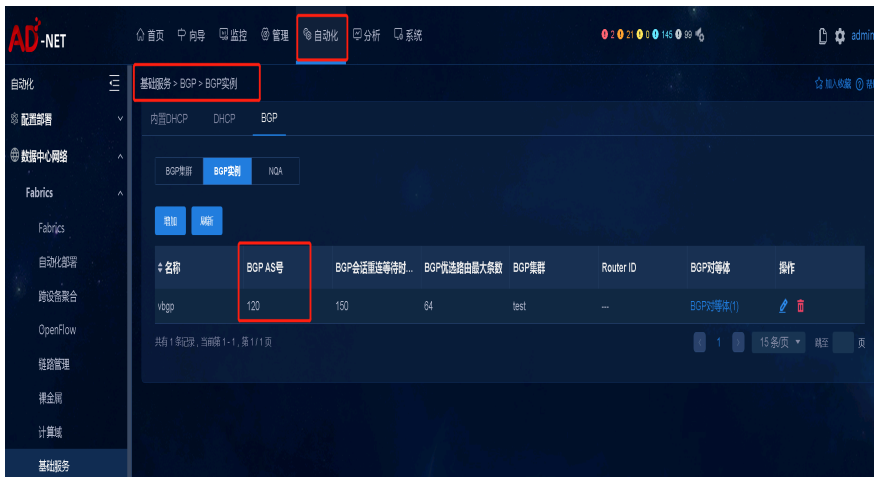 AD-NET 首页 向导 监控 管理 自动化 分析 系统 2 21 0 145 99 admin
自动化 基础服务 > BGP > BGP实例 加入收藏
配置部署 内置DHCP DHCP BGP
数据中心网络
BGP集群 BGP实例 NQA
Fabrics
Fabrics 增加 刷新
自动化部署 名称 BGP AS号 BGP会话重连等待时... BGP优选路由最大条数 BGP集群 Router ID BGP对等体 操作
跨设备聚合 vbgp 120 150 64 test --- BGP对等体(1)
OpenFlow
共有 1 条记录 , 当前第 1 - 1 , 第 1 / 1 页 1 15 条/页 跳至 页
链路管理
裸金属
计算域
基础服务